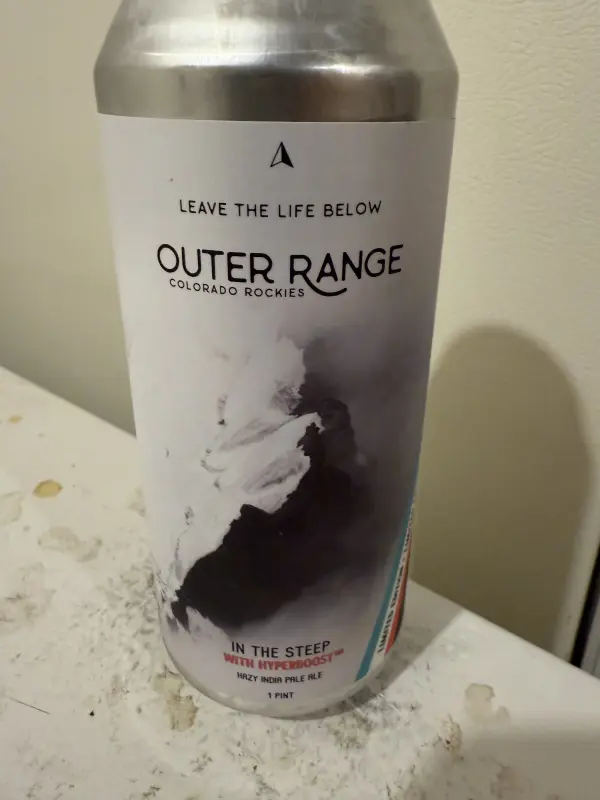 LEAVE THE LIFE BELOW
OUTER RANGE
COLORADO ROCKIES
IN THE STEEP
WITH HYPERBOOST™
HAZY INDIA PALE ALE
1 PINT